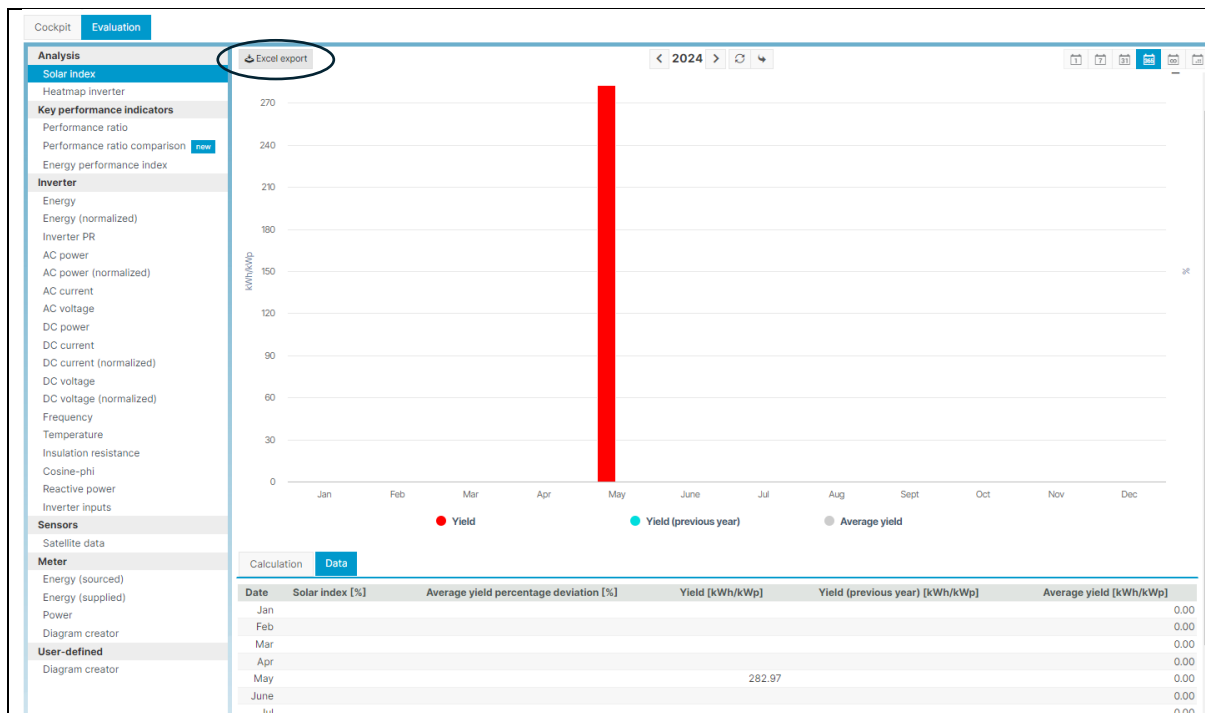 Cockpit Evaluation
Analysis
Solar index
Heatmap inverter
Key performance indicators
Performance ratio
Performance ratio comparison new
Energy performance index
Inverter
Energy
Energy (normalized)
Inverter PR
AC power
AC power (normalized)
AC current
AC voltage
DC power
DC current
DC current (normalized)
DC voltage
DC voltage (normalized)
Frequency
Temperature
Insulation resistance
Cosine-phi
Reactive power
Inverter inputs
Sensors
Satellite data
Meter
Energy (sourced)
Energy (supplied)
Power
Diagram creator
User-defined
Diagram creator
Excel export
2024
1 7 31 365 ∞
270
240
210
180
150
120
90
60
30
0
kWh/kWp
%
Jan Feb Mar Apr May June Jul Aug Sept Oct Nov Dec
Yield Yield (previous year) Average yield
Calculation Data
Date Solar index [%] Average yield percentage deviation [%] Yield [kWh/kWp] Yield (previous year) [kWh/kWp] Average yield [kWh/kWp]
Jan 0.00
Feb 0.00
Mar 0.00
Apr 0.00
May 282.97 0.00
June 0.00
Jul 0.00